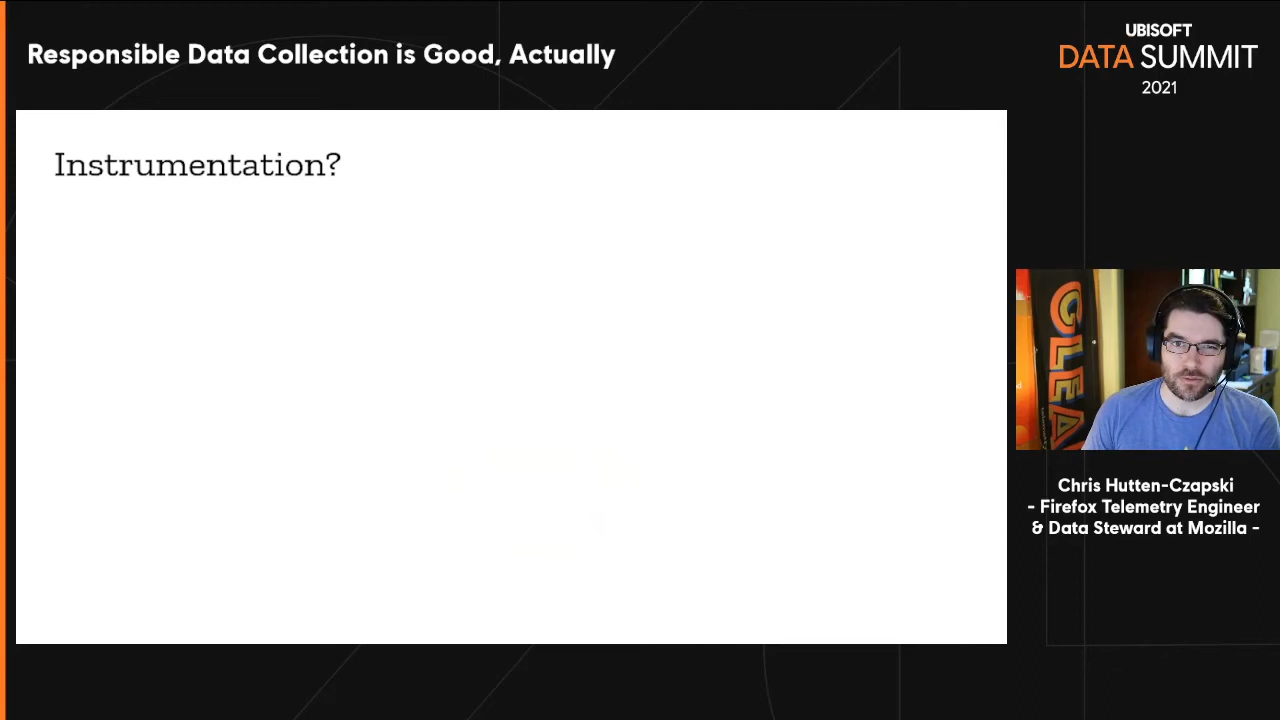 Responsible Data Collection is Good, Actually
UBISOFT
DATA SUMMIT
2021
Instrumentation?
GLEA
Chris Hutten-Czapski
- Firefox Telemetry Engineer
& Data Steward at Mozilla -